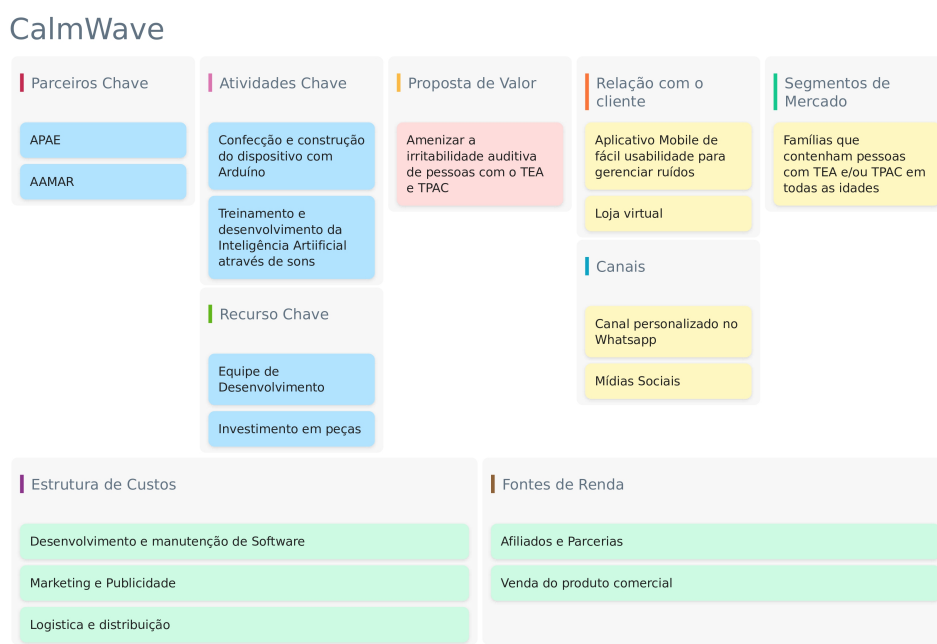 CalmWave
Parceiros Chave
APAE
AAMAR
Atividades Chave
Confecção e construção
do dispositivo com
Arduíno
Treinamento e
desenvolvimento da
Inteligência Artiificial
através de sons
Recurso Chave
Equipe de
Desenvolvimento
Investimento em peças
Proposta de Valor
Amenizar a
irritabilidade auditiva
de pessoas com o TEA
e TPAC
Relação com o
cliente
Aplicativo Mobile de
fácil usabilidade para
gerenciar ruídos
Loja virtual
Canais
Canal personalizado no
Whatsapp
Mídias Sociais
Segmentos de
Mercado
Famílias que
contenham pessoas
com TEA e/ou TPAC em
todas as idades
Estrutura de Custos
Desenvolvimento e manutenção de Software
Marketing e Publicidade
Logistica e distribuição
Fontes de Renda
Afiliados e Parcerias
Venda do produto comercial